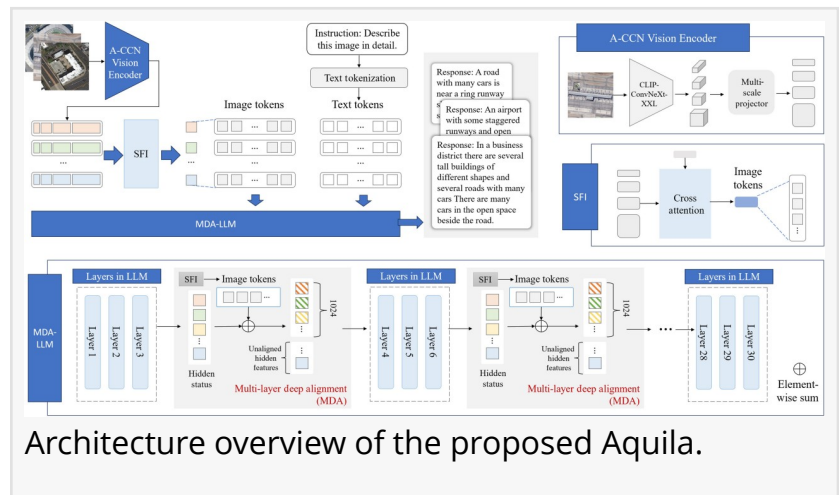 A-CCN
Vision
Encoder
Instruction: Describe
this image in detail.
Text tokenization
Image tokens
Text tokens
SFI
...
...
...
...
...
...
...
...
MDA-LLM
Response: A road
with many cars is
near a ring runway
Response: An airport
with some staggered
runways and open
Response: In a business
district there are several
tall buildings of
different shapes and
several roads with many
cars There are many
cars in the open space
beside the road.
A-CCN Vision Encoder
CLIP-
ConvNeXt-
XXL
Multi-
scale
projector
SFI
Cross
attention
Image
tokens
MDA-
LLM
Layers in LLM
Layer 1
Layer 2
Layer 3
SFI
Image tokens
...
Hidden
status
1024
Unaligned
hidden
features
Multi-layer deep alignment
(MDA)
Layers in LLM
Layer 4
Layer 5
Layer 6
SFI
Image tokens
...
Hidden
status
1024
Unaligned
hidden
features
Multi-layer deep alignment
(MDA)
...
Layers in LLM
Layer 28
Layer 29
Layer 30
Element-
wise sum
Architecture overview of the proposed Aquila.